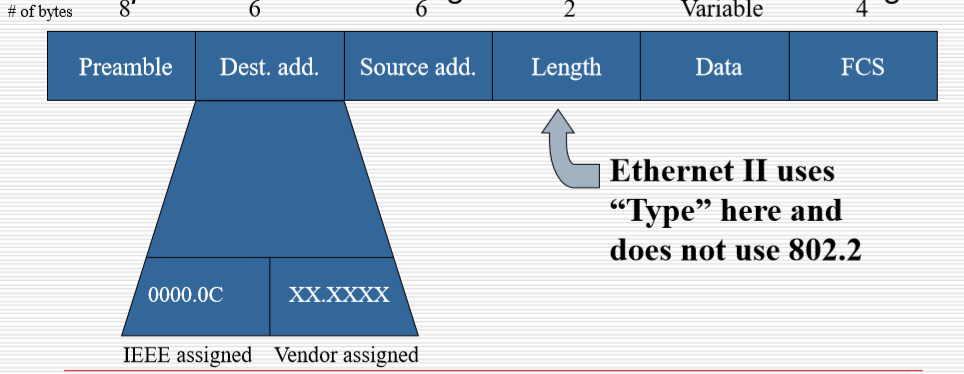 # of bytes 8 6 6 2 Variable 4
Preamble Dest. add. Source add. Length Data FCS
Ethernet II uses
“Type” here and
does not use 802.2
0000.0C XX.XXXX
IEEE assigned Vendor assigned